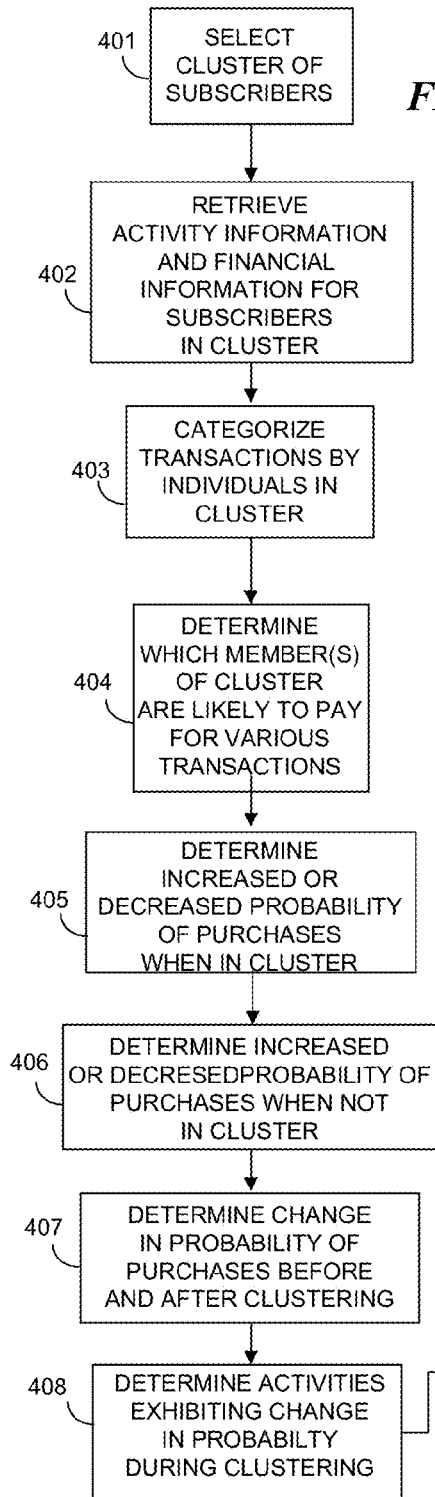 401
SELECT
CLUSTER OF
SUBSCRIBERS
402
RETRIEVE
ACTIVITY INFORMATION
AND FINANCIAL
INFORMATION FOR
SUBSCRIBERS
IN CLUSTER
403
CATEGORIZE
TRANSACTIONS BY
INDIVIDUALS IN
CLUSTER
404
DETERMINE
WHICH MEMBER(S)
OF CLUSTER
ARE LIKELY TO PAY
FOR VARIOUS
TRANSACTIONS
405
DETERMINE
INCREASED OR
DECREASED PROBABILITY
OF PURCHASES
WHEN IN CLUSTER
406
DETERMINE INCREASED
OR DECRESEDPROBABILITY OF
PURCHASES WHEN NOT
IN CLUSTER
407
DETERMINE CHANGE
IN PROBABILITY OF
PURCHASES BEFORE
AND AFTER CLUSTERING
408
DETERMINE ACTIVITIES
EXHIBITING CHANGE
IN PROBABILTY
DURING CLUSTERING